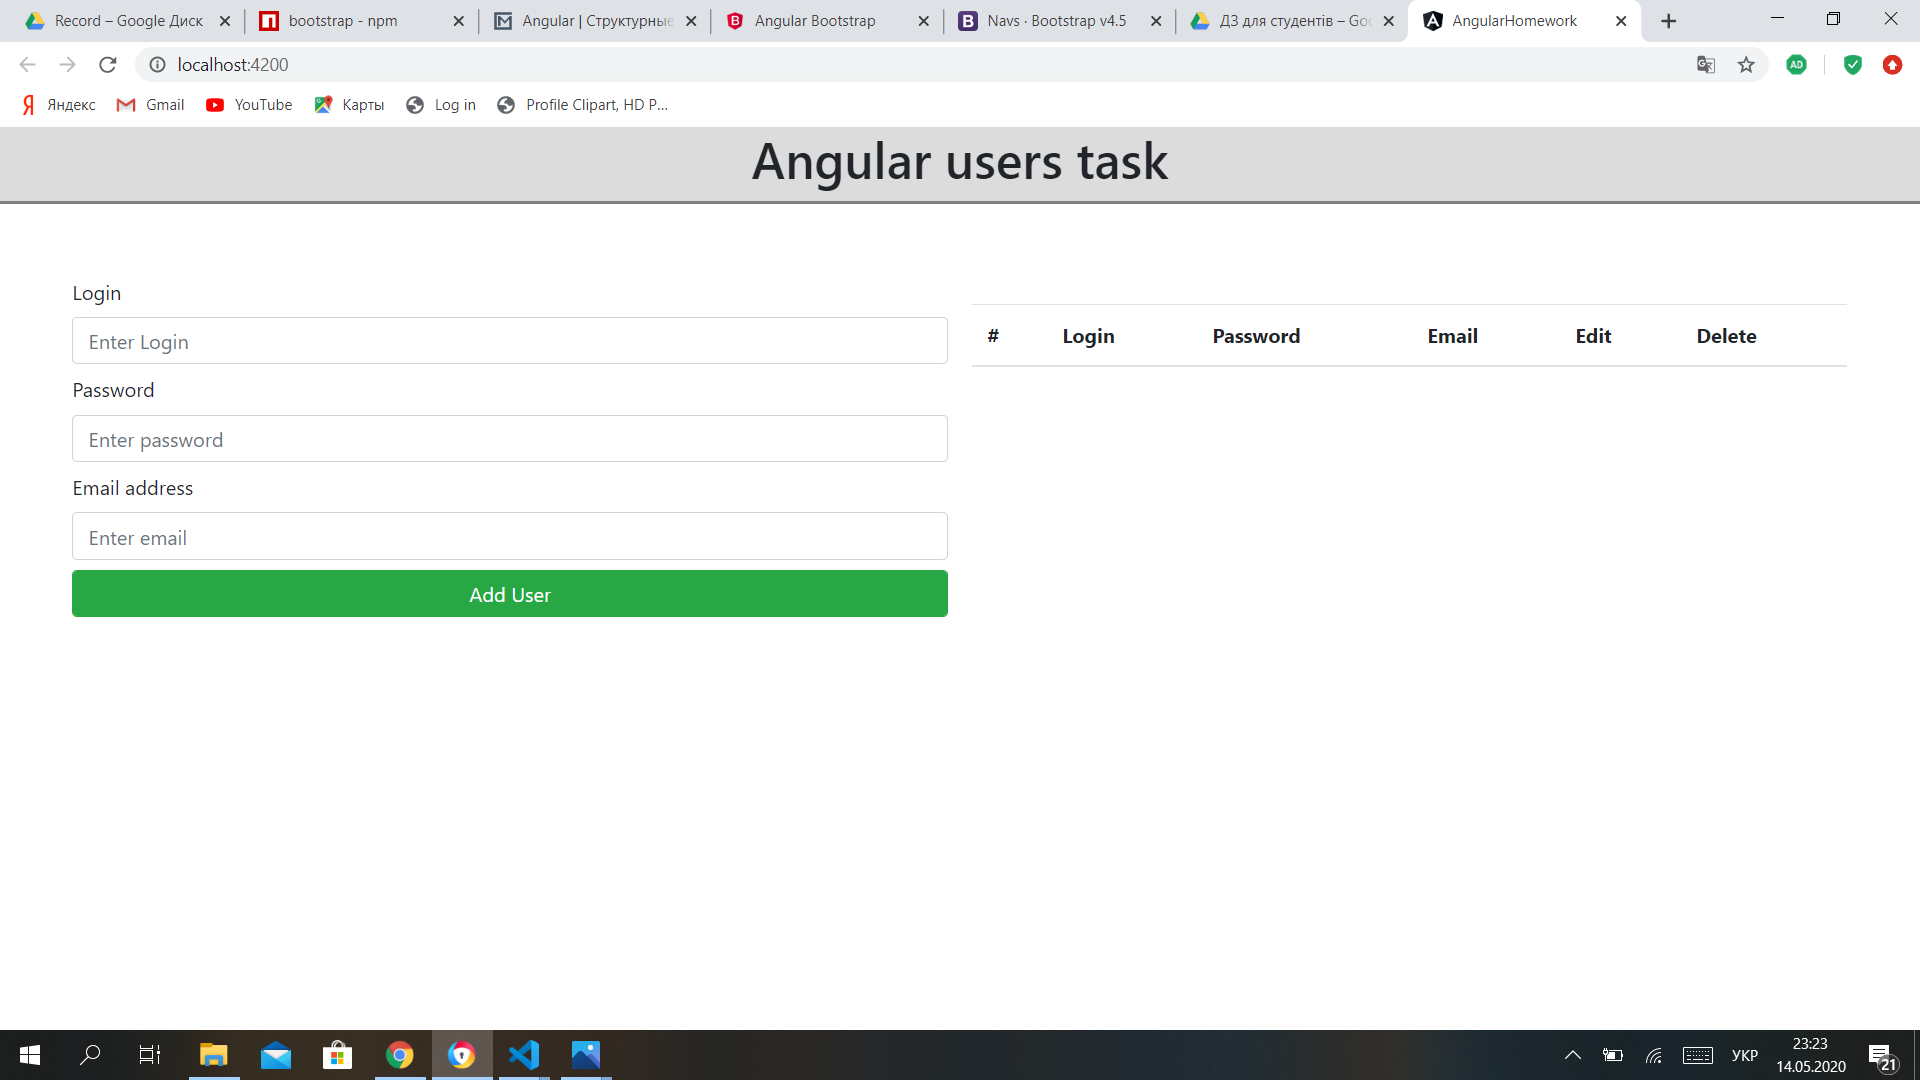 Record – Google Диск
bootstrap - npm
Angular | Структурные
Angular Bootstrap
Navs · Bootstrap v4.5
ДЗ для студентів – Goo
AngularHomework
localhost:4200
Яндекс
Gmail
YouTube
Карты
Log in
Profile Clipart, HD P...
Angular users task
Login
Enter Login
Password
Enter password
Email address
Enter email
Add User
# Login Password Email Edit Delete
УКР
23:23
14.05.2020
21